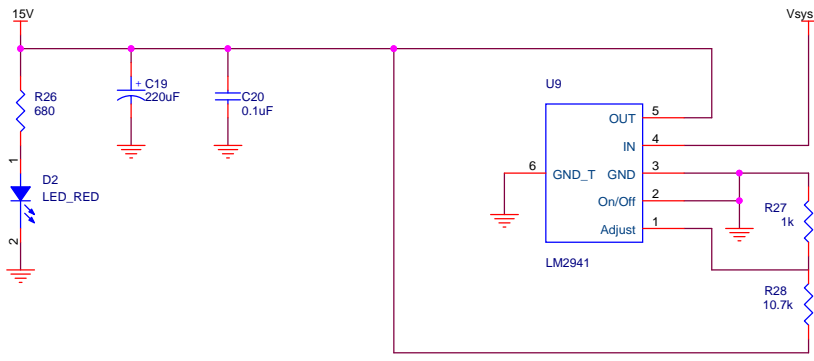 15V
Vsys
R26
680
+ C19
220uF
C20
0.1uF
U9
OUT 5
IN 4
6 GND_T GND 3
On/Off 2
Adjust 1
LM2941
1
D2
LED_RED
2
R27
1k
R28
10.7k